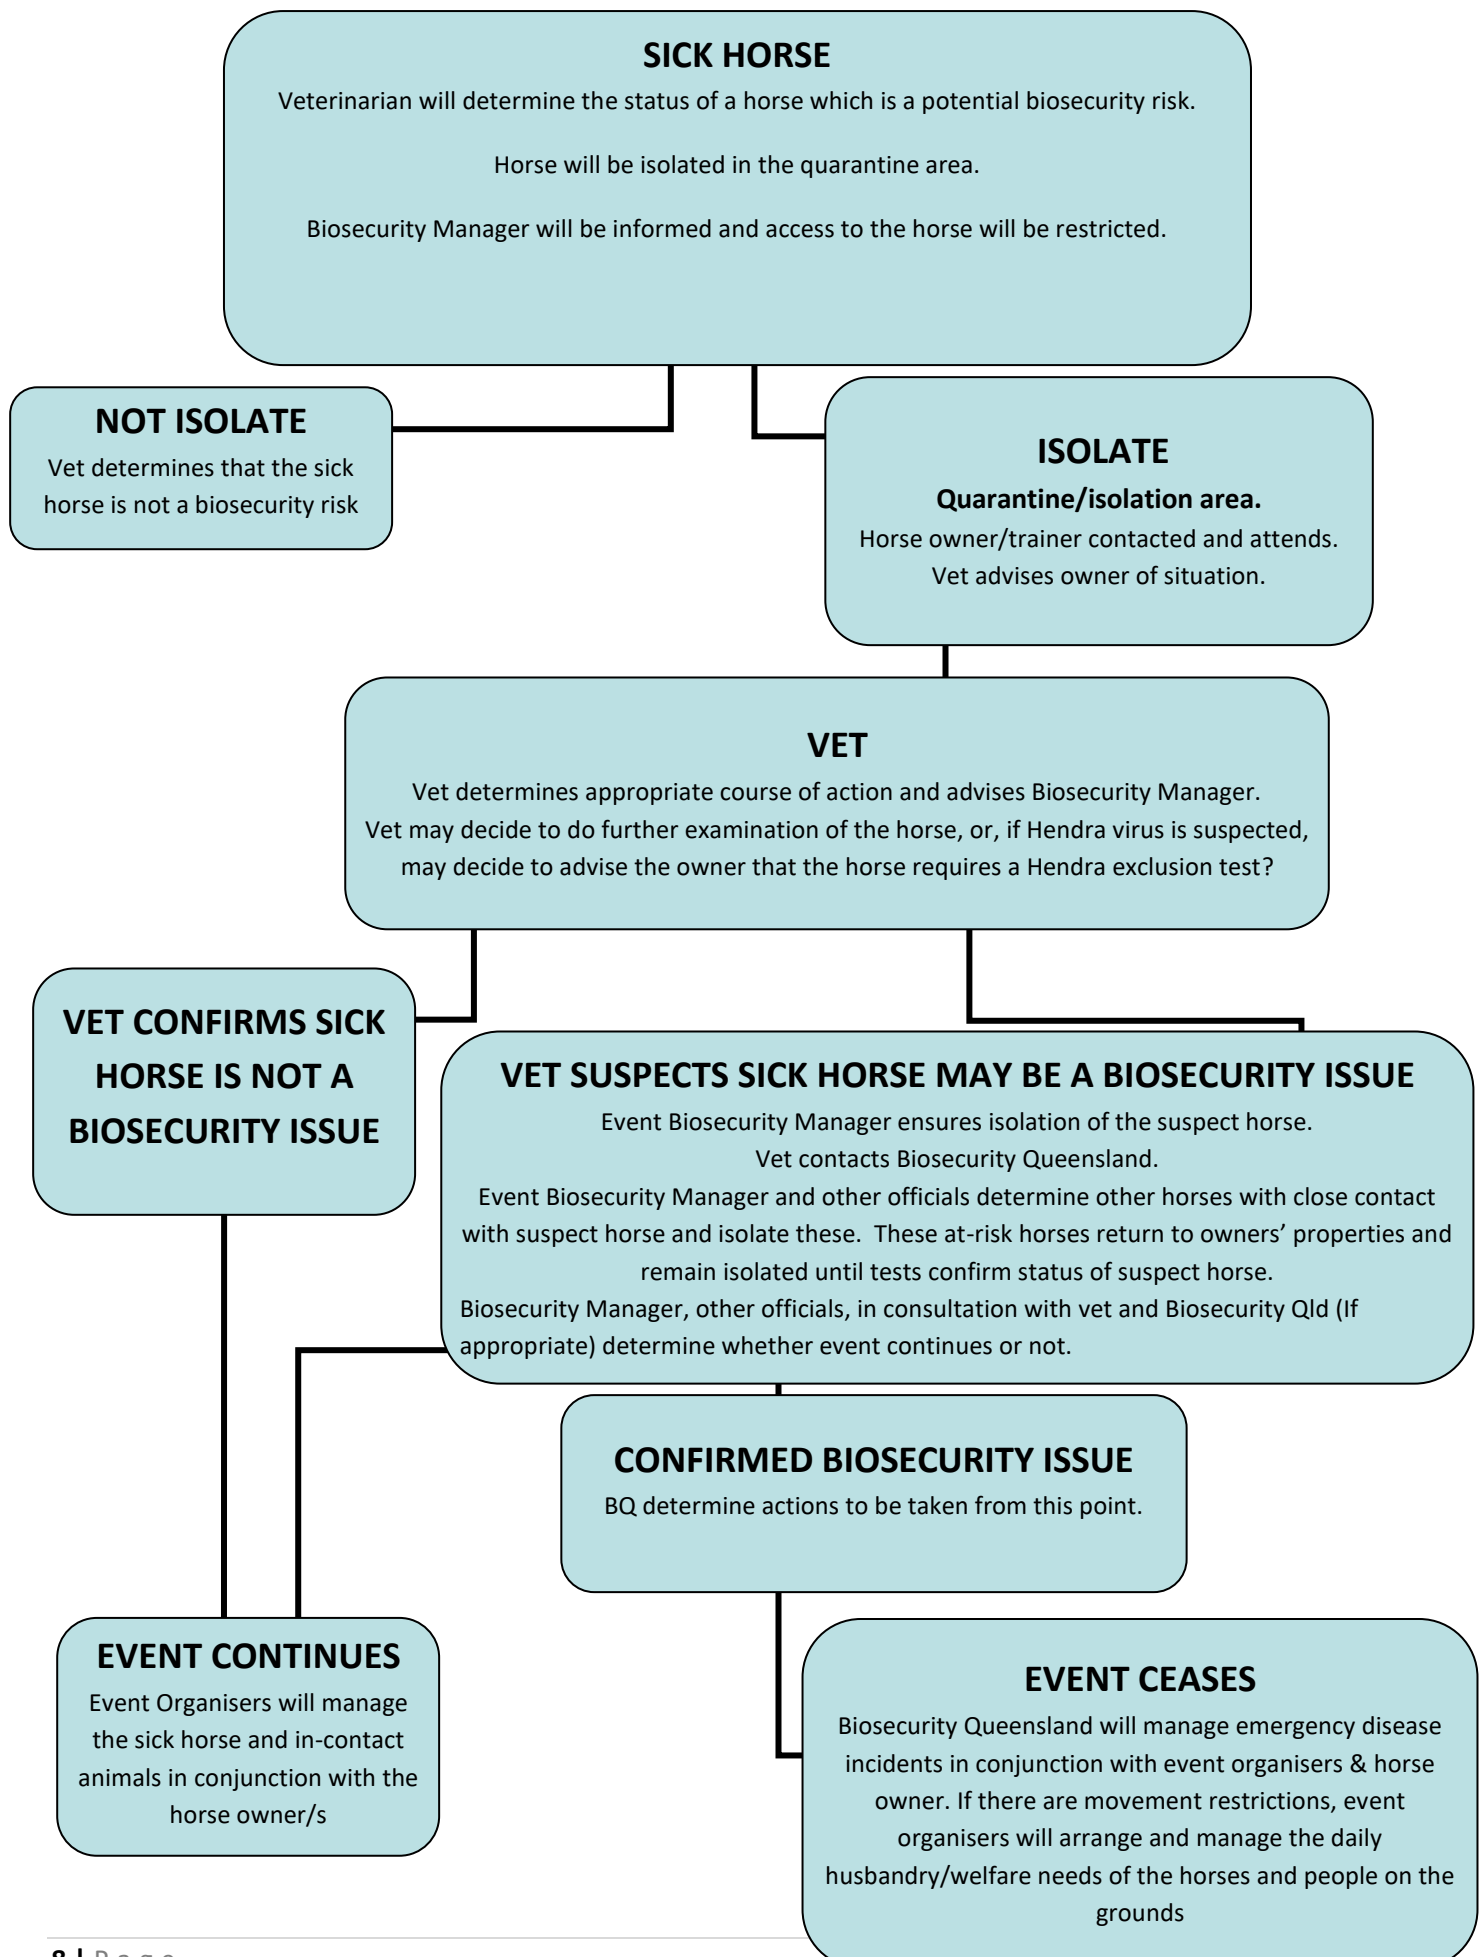 SICK HORSE
Veterinarian will determine the status of a horse which is a potential biosecurity risk.
Horse will be isolated in the quarantine area.
Biosecurity Manager will be informed and access to the horse will be restricted.
NOT ISOLATE
Vet determines that the sick
horse is not a biosecurity risk
ISOLATE
Quarantine/isolation area.
Horse owner/trainer contacted and attends.
Vet advises owner of situation.
VET
Vet determines appropriate course of action and advises Biosecurity Manager.
Vet may decide to do further examination of the horse, or, if Hendra virus is suspected,
may decide to advise the owner that the horse requires a Hendra exclusion test?
VET CONFIRMS SICK
HORSE IS NOT A
BIOSECURITY ISSUE
VET SUSPECTS SICK HORSE MAY BE A BIOSECURITY ISSUE
Event Biosecurity Manager ensures isolation of the suspect horse.
Vet contacts Biosecurity Queensland.
Event Biosecurity Manager and other officials determine other horses with close contact
with suspect horse and isolate these.  These at-risk horses return to owners’ properties and
remain isolated until tests confirm status of suspect horse.
Biosecurity Manager, other officials, in consultation with vet and Biosecurity Qld (If
appropriate) determine whether event continues or not.
CONFIRMED BIOSECURITY ISSUE
BQ determine actions to be taken from this point.
EVENT CONTINUES
Event Organisers will manage
the sick horse and in-contact
animals in conjunction with the
horse owner/s
EVENT CEASES
Biosecurity Queensland will manage emergency disease
incidents in conjunction with event organisers & horse
owner. If there are movement restrictions, event
organisers will arrange and manage the daily
husbandry/welfare needs of the horses and people on the
grounds
8 | Page